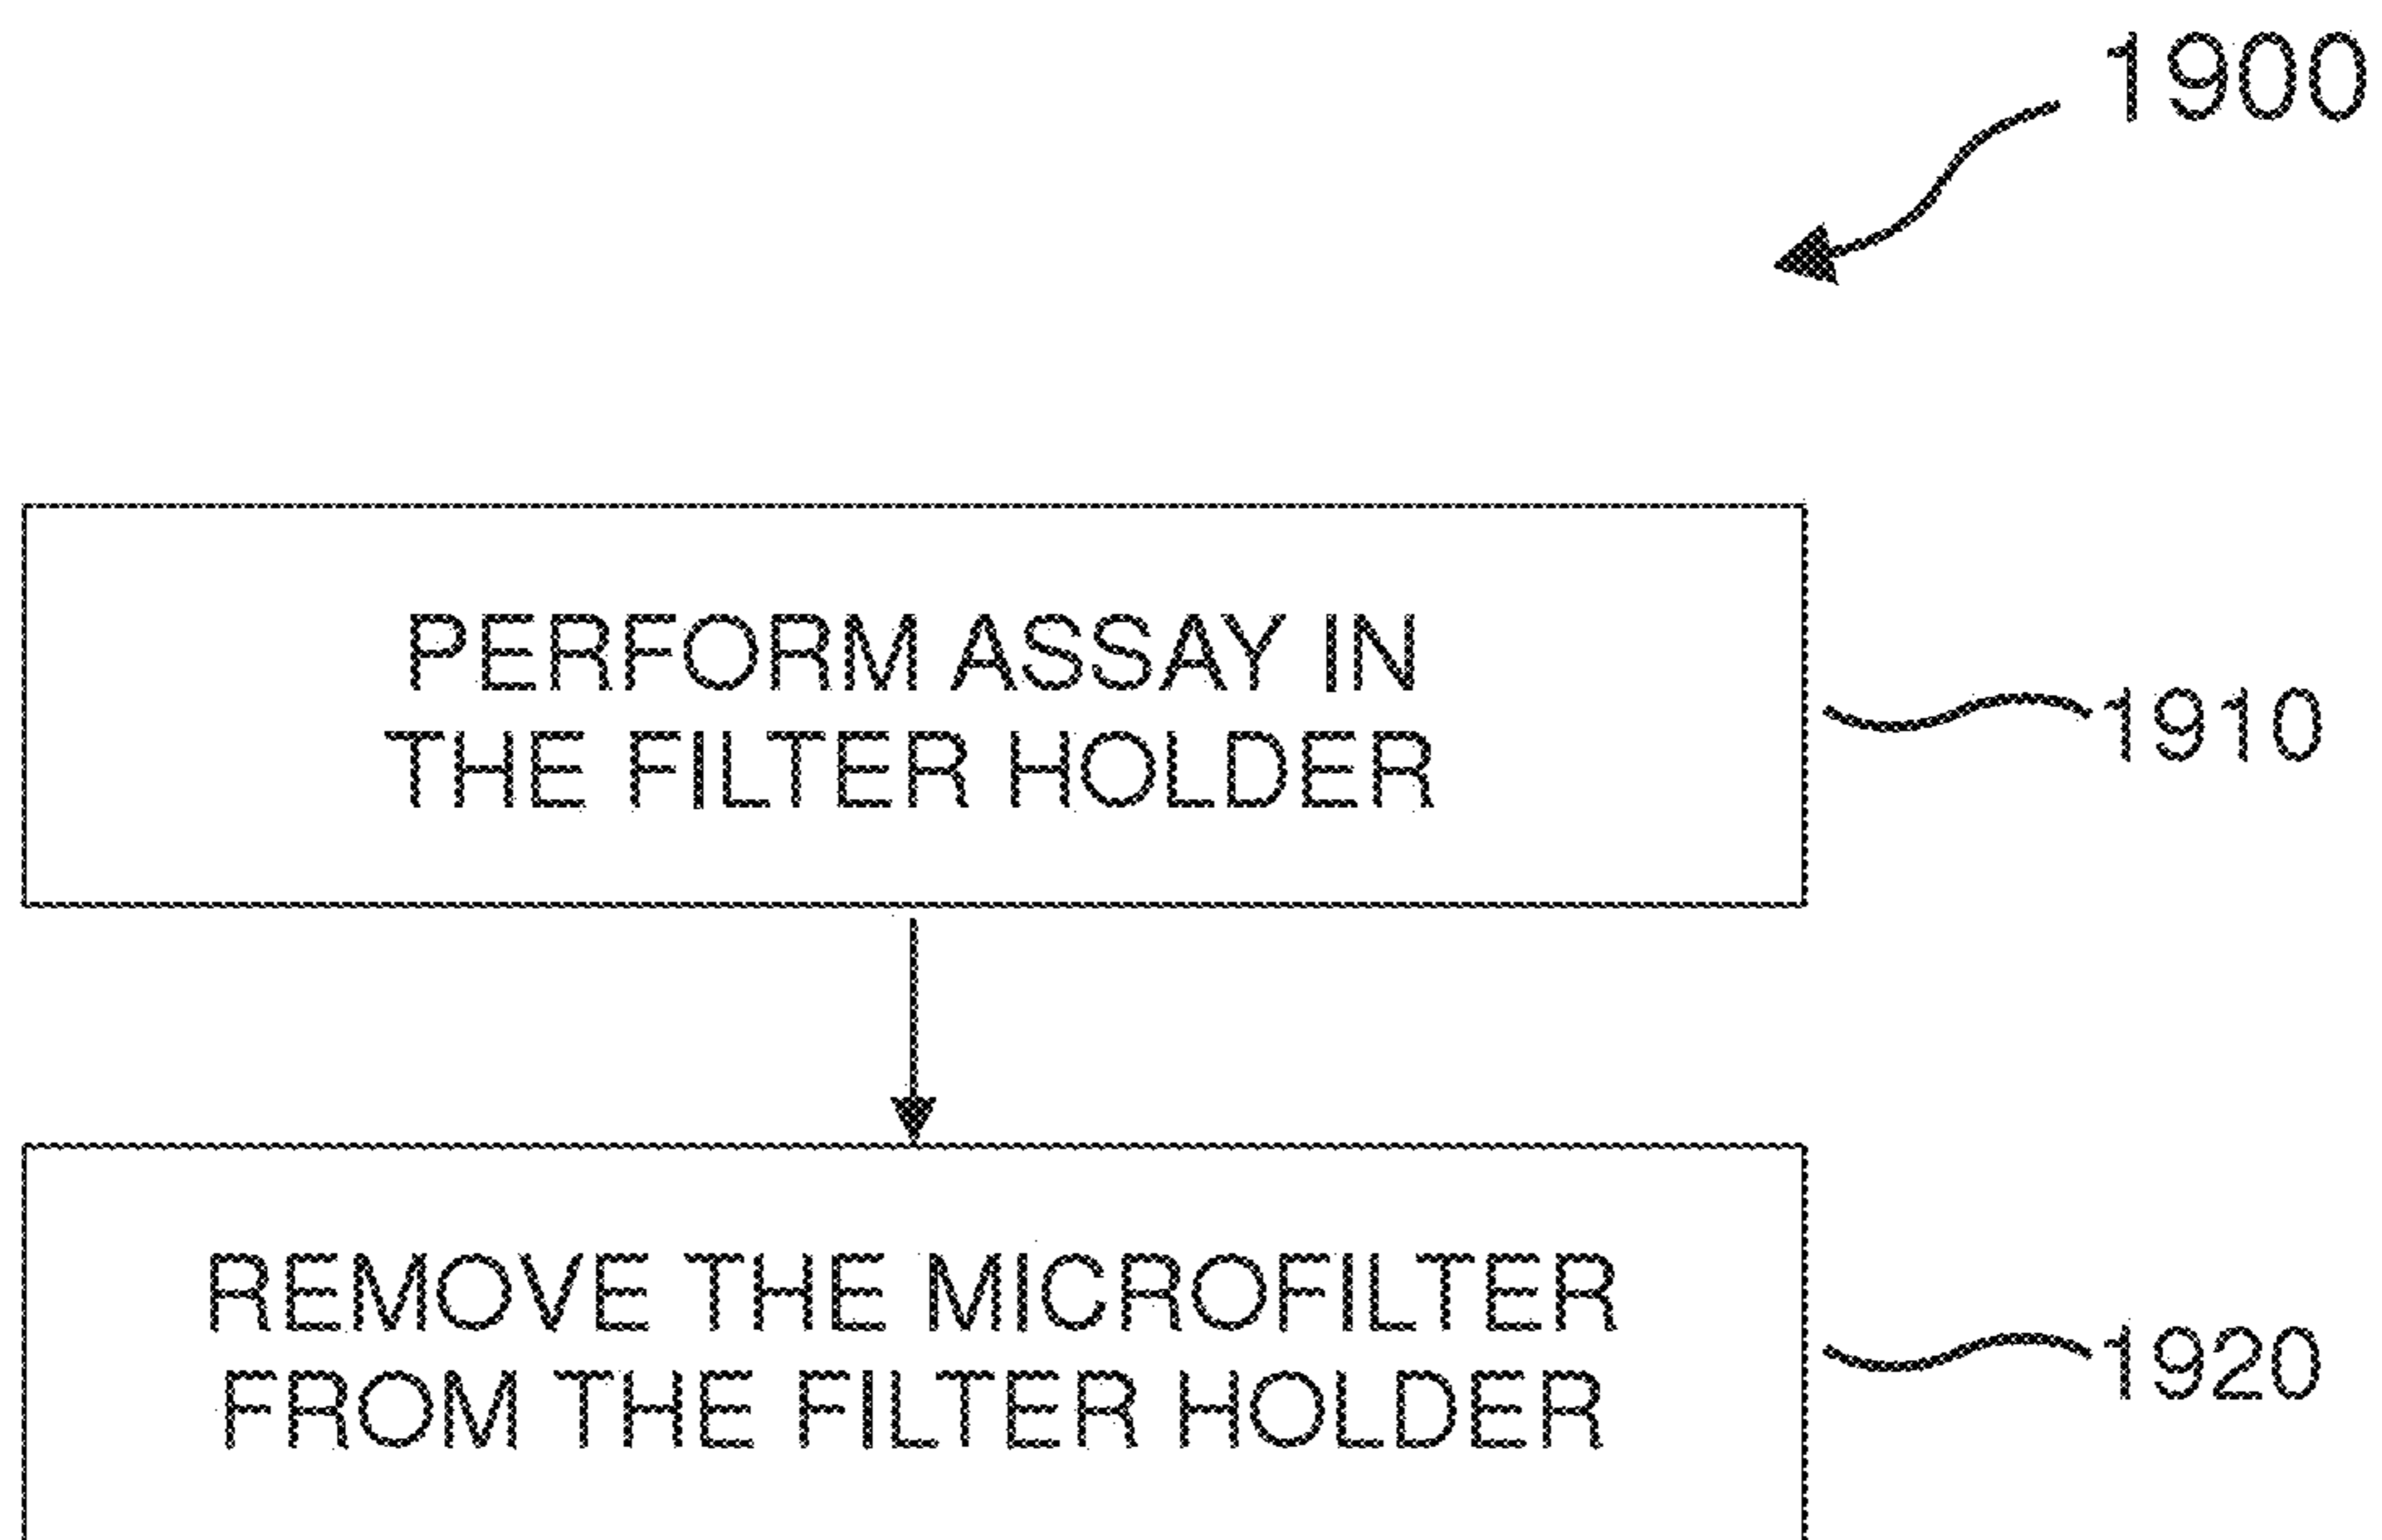 1900
PERFORM ASSAY IN
THE FILTER HOLDER
1910
REMOVE THE MICROFILTER
FROM THE FILTER HOLDER
1920